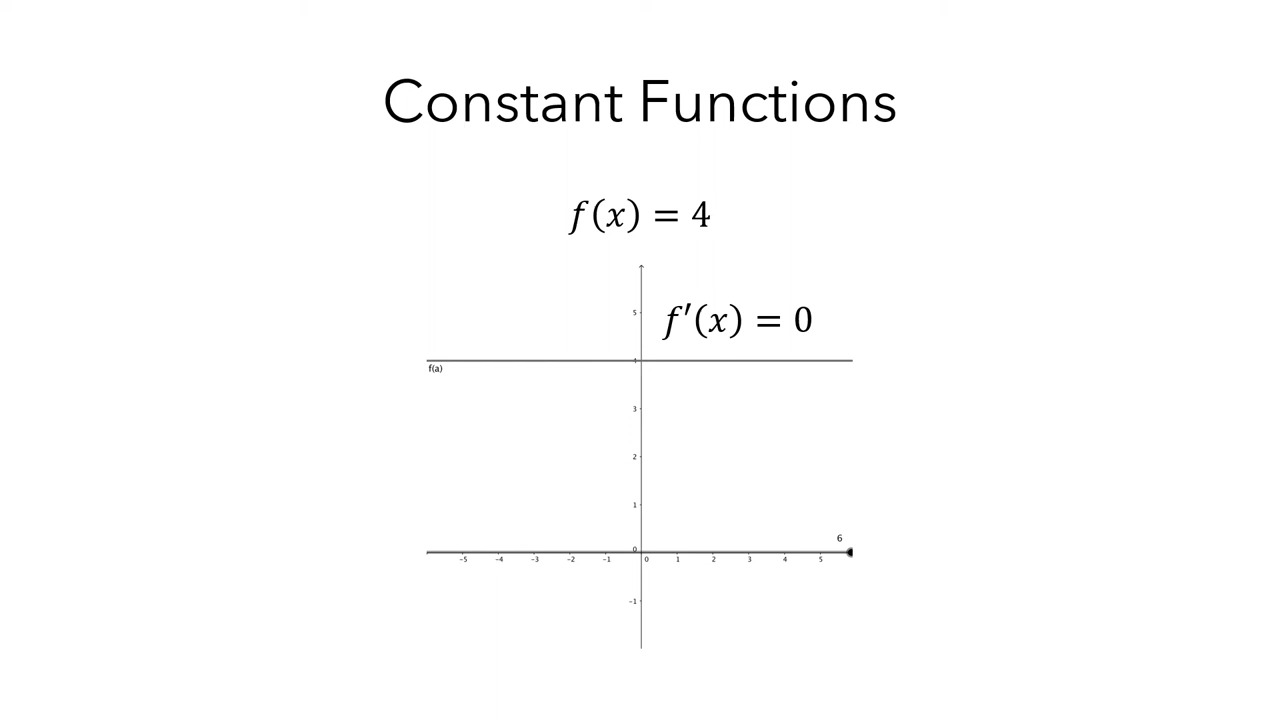 Constant Functions
f(x) = 4
5
f′(x) = 0
4
f(a)
3
2
1
6
0
-5 -4 -3 -2 -1 0 1 2 3 4 5
-1